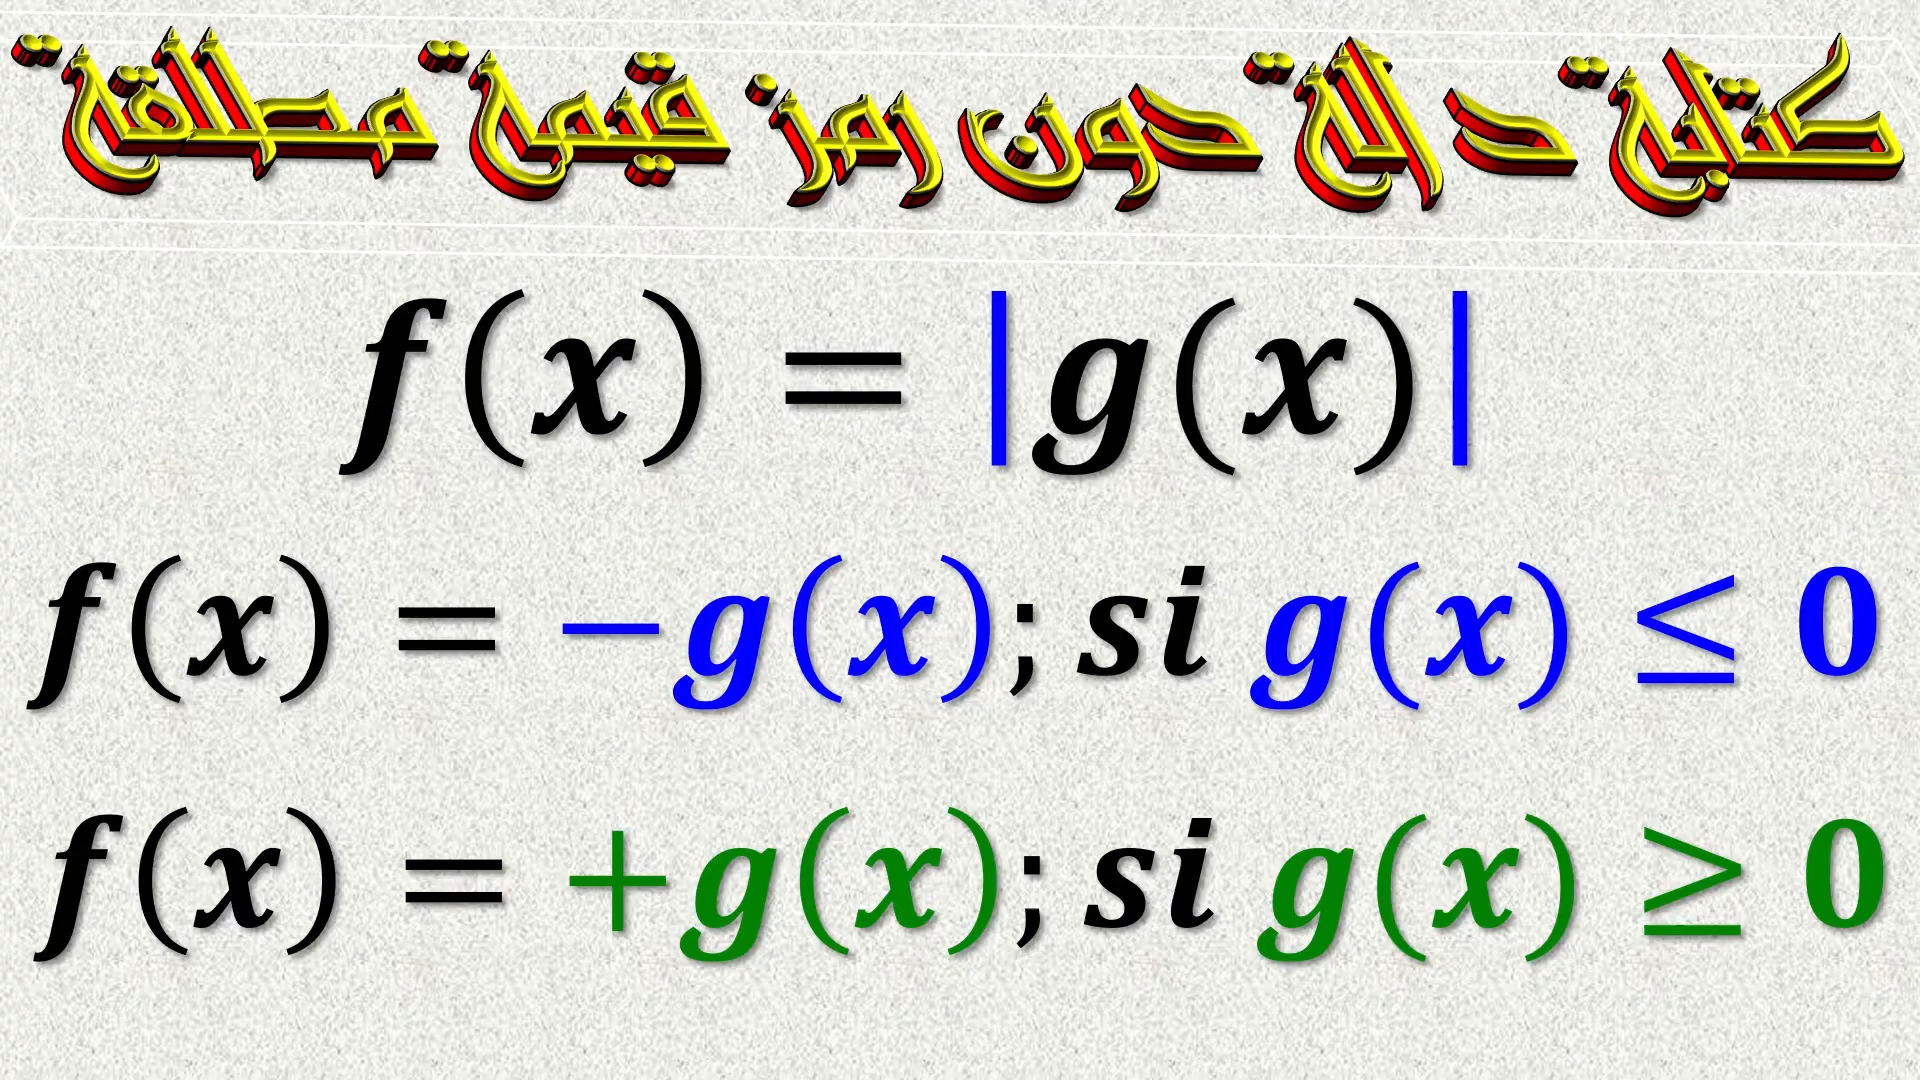 كتابة دالة دون رمز قيمة مطلقة
f(x) = |g(x)|
f(x) = −g(x); si g(x) ≤ 0
f(x) = +g(x); si g(x) ≥ 0